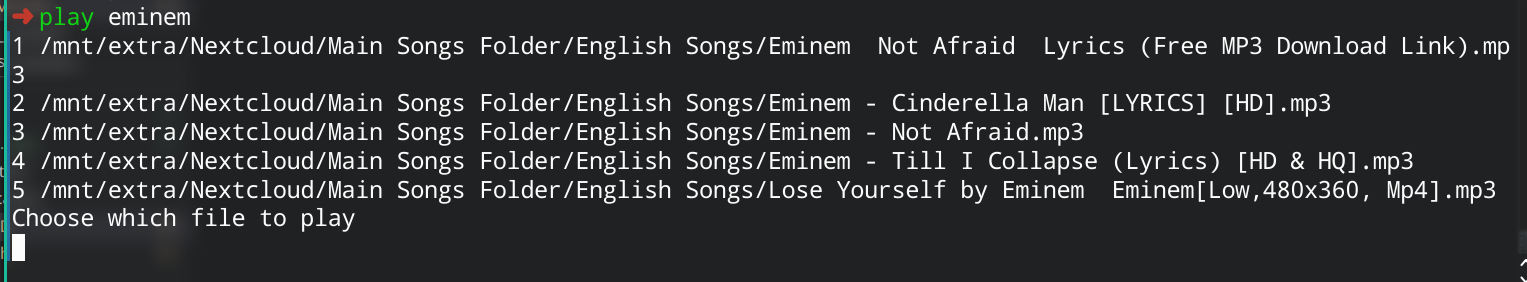 ➜ play eminem
1 /mnt/extra/Nextcloud/Main Songs Folder/English Songs/Eminem  Not Afraid  Lyrics (Free MP3 Download Link).mp
3
2 /mnt/extra/Nextcloud/Main Songs Folder/English Songs/Eminem - Cinderella Man [LYRICS] [HD].mp3
3 /mnt/extra/Nextcloud/Main Songs Folder/English Songs/Eminem - Not Afraid.mp3
4 /mnt/extra/Nextcloud/Main Songs Folder/English Songs/Eminem - Till I Collapse (Lyrics) [HD & HQ].mp3
5 /mnt/extra/Nextcloud/Main Songs Folder/English Songs/Lose Yourself by Eminem  Eminem[Low,480x360, Mp4].mp3
Choose which file to play